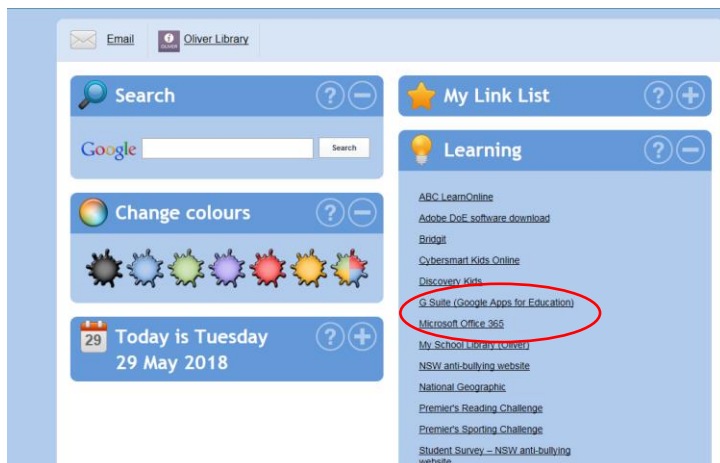 Email
Oliver Library
Search
Google
Search
Change colours
29
Today is Tuesday
29 May 2018
My Link List
Learning
ABC LearnOnline
Adobe DoE software download
Bridgit
Cybersmart Kids Online
Discovery Kids
G Suite (Google Apps for Education)
Microsoft Office 365
My School Library (Oliver)
NSW anti-bullying website
National Geographic
Premier's Reading Challenge
Premier's Sporting Challenge
Student Survey – NSW anti-bullying
website